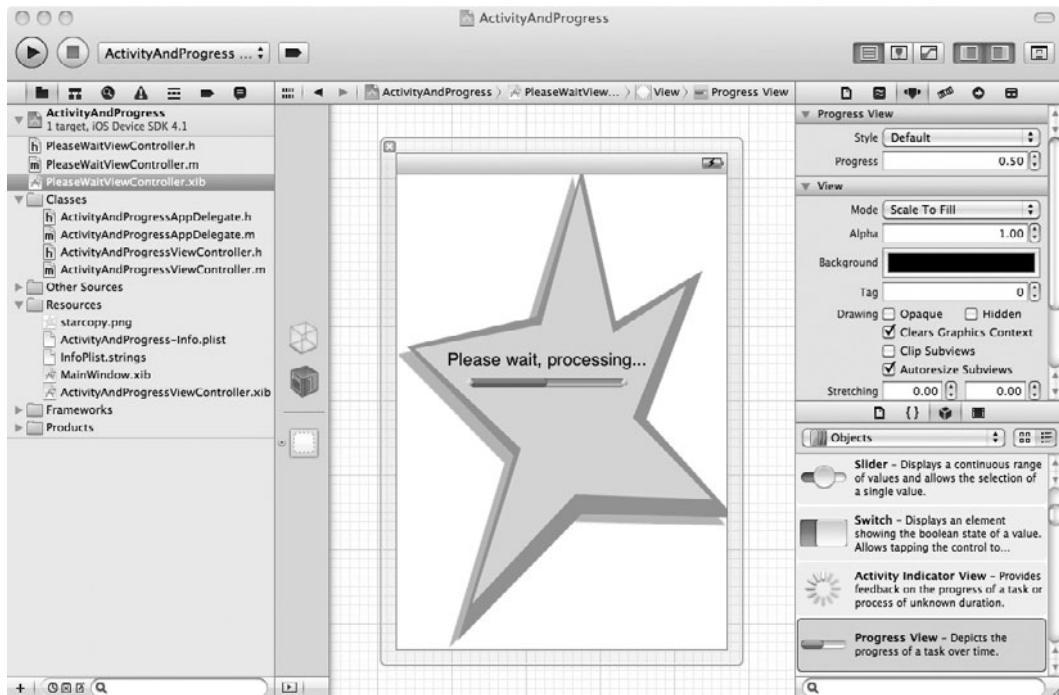 ActivityAndProgress
ActivityAndProgress ...
ActivityAndProgress
PleaseWaitView...
View
Progress View
ActivityAndProgress
1 target, iOS Device SDK 4.1
PleaseWaitViewController.h
PleaseWaitViewController.m
PleaseWaitViewController.xib
Classes
ActivityAndProgressAppDelegate.h
ActivityAndProgressAppDelegate.m
ActivityAndProgressViewController.h
ActivityAndProgressViewController.m
Other Sources
Resources
starcopy.png
ActivityAndProgress-Info.plist
InfoPlist.strings
MainWindow.xib
ActivityAndProgressViewController.xib
Frameworks
Products
Please wait, processing...
Progress View
Style Default
Progress 0.50
View
Mode Scale To Fill
Alpha 1.00
Background
Tag 0
Drawing Opaque Hidden
Clears Graphics Context
Clip Subviews
Autoresize Subviews
Stretching 0.00 0.00
Objects
Slider – Displays a continuous range
of values and allows the selection of
a single value.
Switch – Displays an element
showing the boolean state of a value.
Allows tapping the control to...
Activity Indicator View – Provides
feedback on the progress of a task or
process of unknown duration.
Progress View – Depicts the
progress of a task over time.